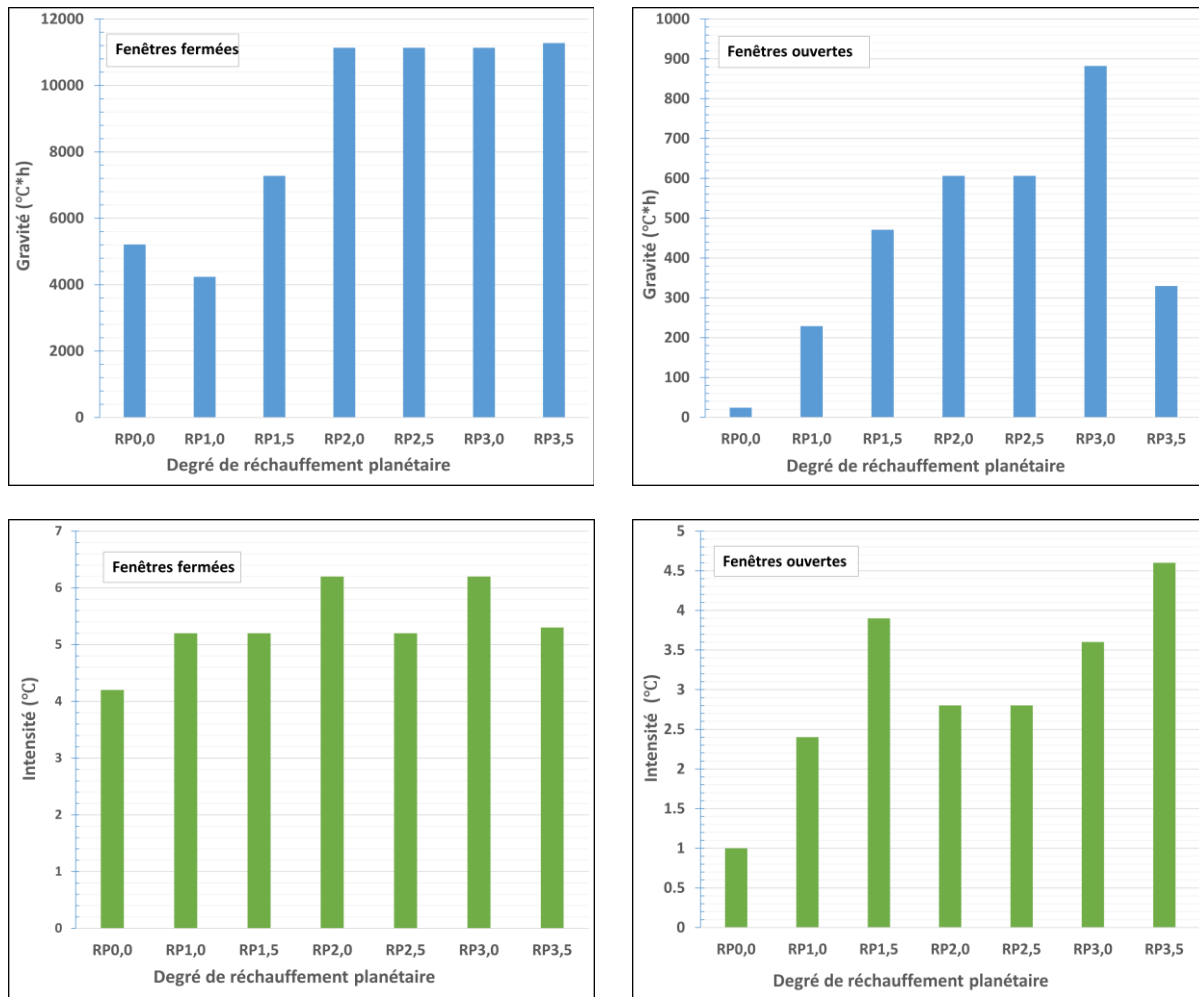 Fenêtres fermées
Gravité (°C*h)
12000
10000
8000
6000
4000
2000
0
RP0,0 RP1,0 RP1,5 RP2,0 RP2,5 RP3,0 RP3,5
Degré de réchauffement planétaire
Fenêtres ouvertes
Gravité (°C*h)
1000
900
800
700
600
500
400
300
200
100
0
RP0,0 RP1,0 RP1,5 RP2,0 RP2,5 RP3,0 RP3,5
Degré de réchauffement planétaire
Fenêtres fermées
Intensité (°C)
7
6
5
4
3
2
1
0
RP0,0 RP1,0 RP1,5 RP2,0 RP2,5 RP3,0 RP3,5
Degré de réchauffement planétaire
Fenêtres ouvertes
Intensité (°C)
5
4.5
4
3.5
3
2.5
2
1.5
1
0.5
0
RP0,0 RP1,0 RP1,5 RP2,0 RP2,5 RP3,0 RP3,5
Degré de réchauffement planétaire